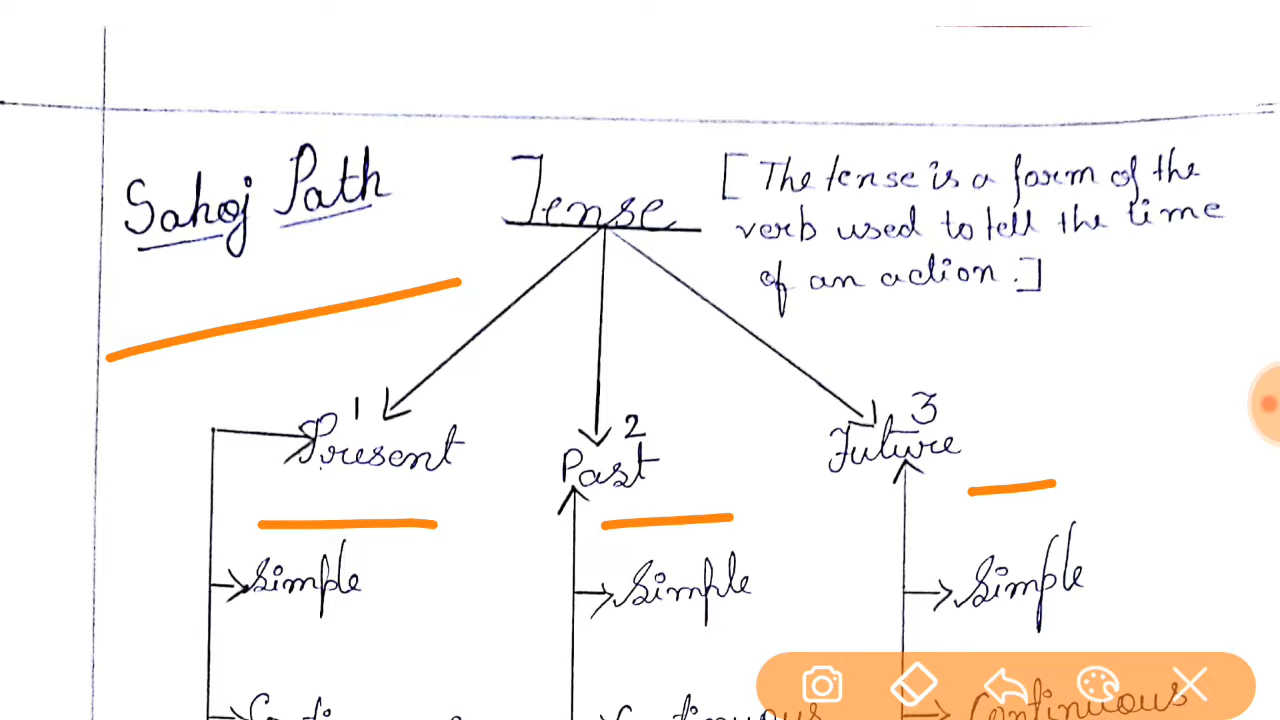 Sahoj Path
Tense
[The tense is a form of the
verb used to tell the time
of an action.]
1
Present
2
Past
3
Future
Simple
Simple
Simple
Continuous
Continuous